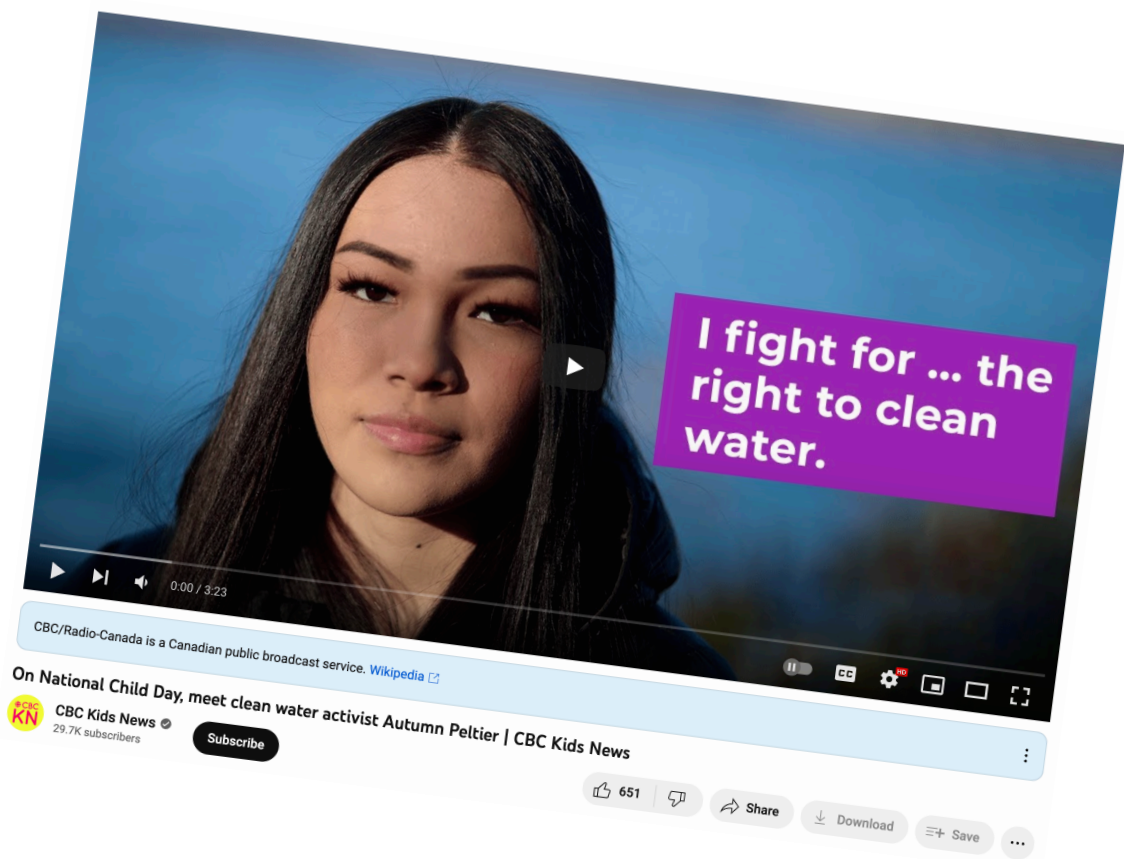 I fight for ... the
right to clean
water.
0:00 / 3:23
CC
HD
CBC/Radio-Canada is a Canadian public broadcast service. Wikipedia
On National Child Day, meet clean water activist Autumn Peltier | CBC Kids News
CBC
KN
CBC Kids News
29.7K subscribers
Subscribe
651
Share
Download
Save